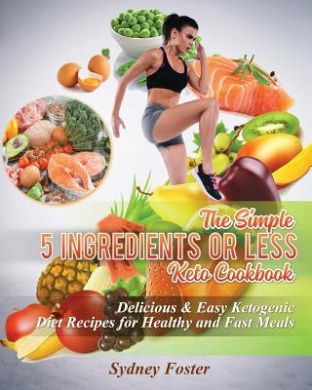 The Simple
5 INGREDIENTS OR LESS
Keto Cookbook
Delicious & Easy Ketogenic
Diet Recipes for Healthy and Fast Meals
Sydney Foster